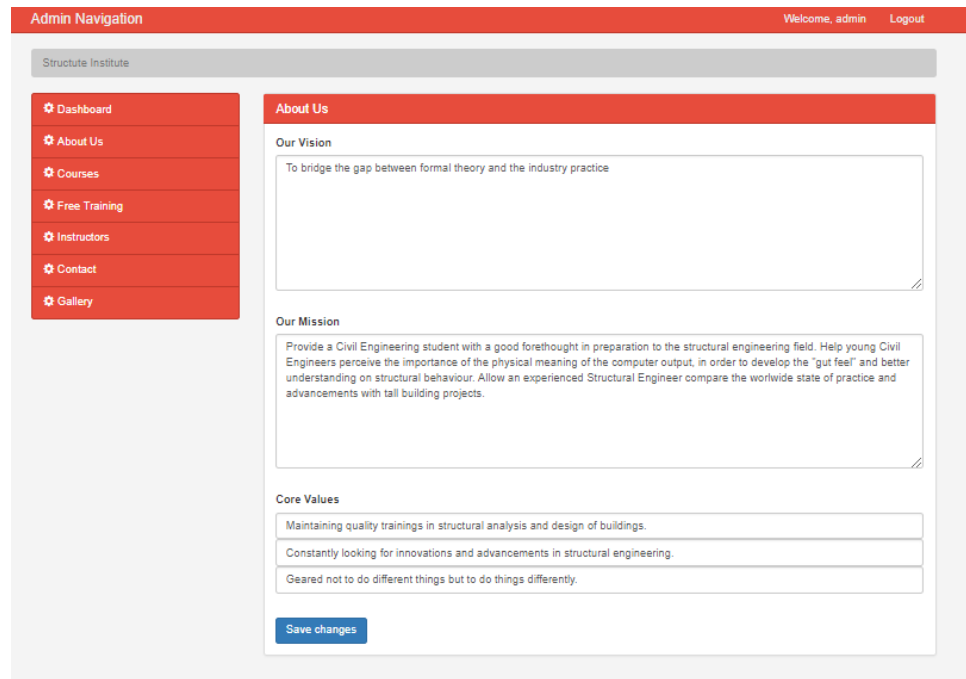 Admin Navigation
Welcome, admin Logout
Structute Institute
Dashboard
About Us
Courses
Free Training
Instructors
Contact
Gallery
About Us
Our Vision
To bridge the gap between formal theory and the industry practice
Our Mission
Provide a Civil Engineering student with a good forethought in preparation to the structural engineering field. Help young Civil
Engineers perceive the importance of the physical meaning of the computer output, in order to develop the "gut feel" and better
understanding on structural behaviour. Allow an experienced Structural Engineer compare the worlwide state of practice and
advancements with tall building projects.
Core Values
Maintaining quality trainings in structural analysis and design of buildings.
Constantly looking for innovations and advancements in structural engineering.
Geared not to do different things but to do things differently.
Save changes